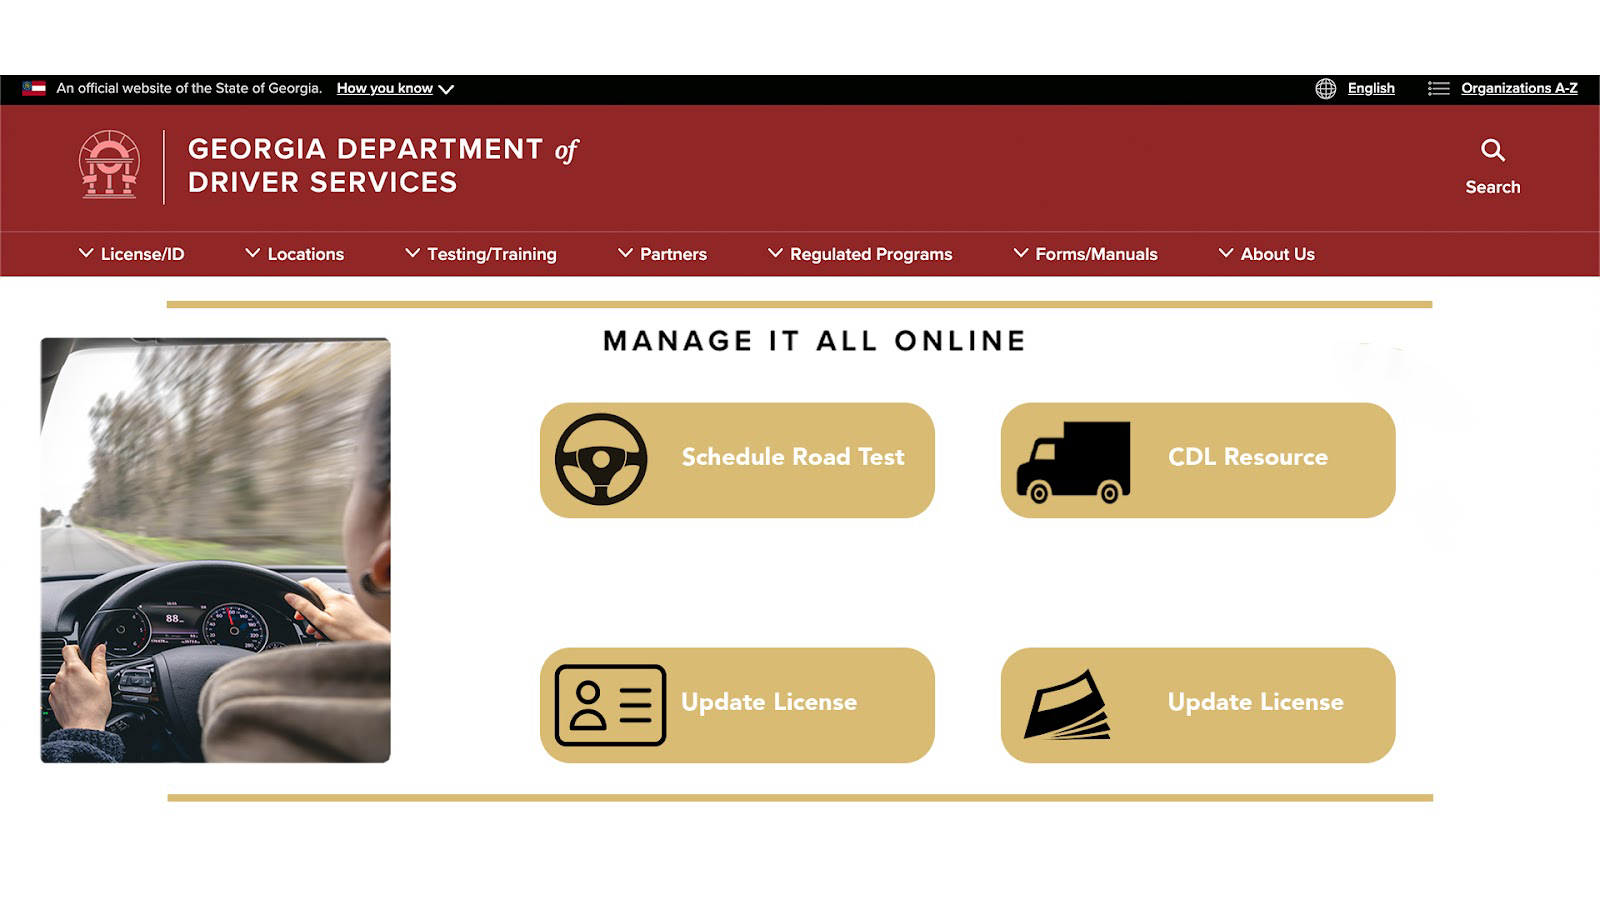 An official website of the State of Georgia. How you know
English
Organizations A-Z
GEORGIA DEPARTMENT of
DRIVER SERVICES
Search
License/ID
Locations
Testing/Training
Partners
Regulated Programs
Forms/Manuals
About Us
MANAGE IT ALL ONLINE
Schedule Road Test
CDL Resource
88
Update License
Update License